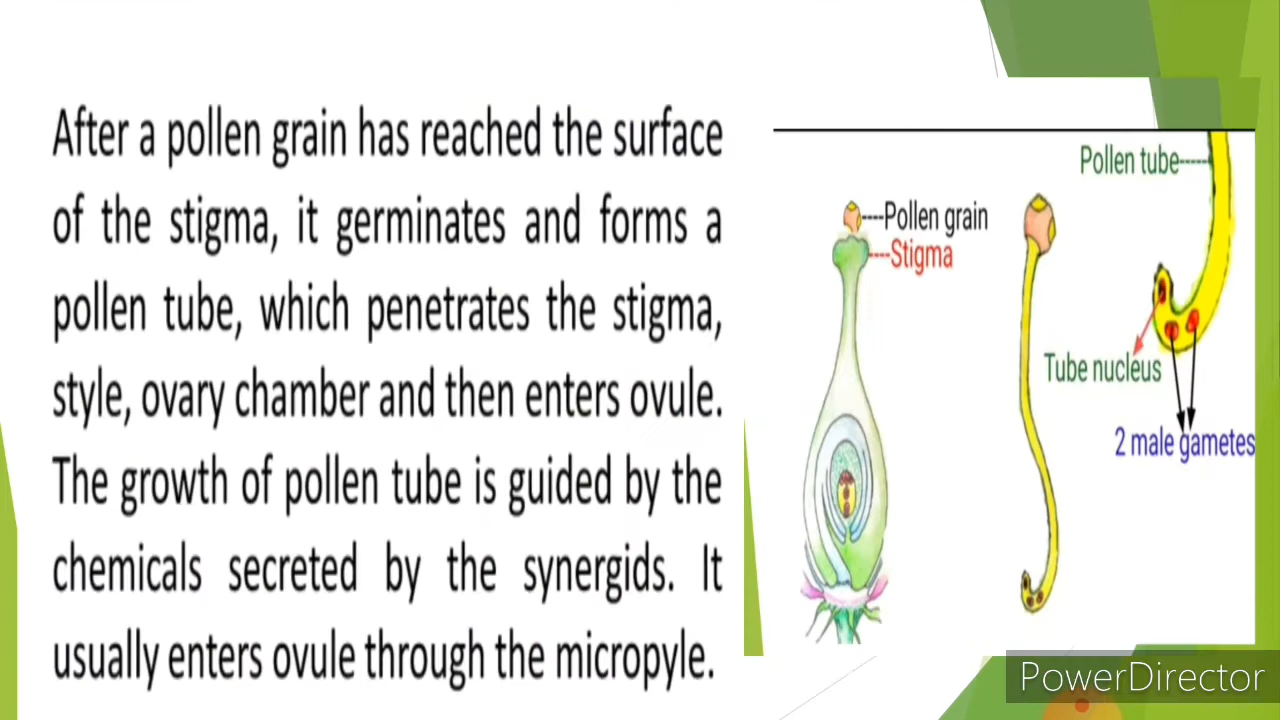 After a pollen grain has reached the surface
of the stigma, it germinates and forms a
pollen tube, which penetrates the stigma,
style, ovary chamber and then enters ovule.
The growth of pollen tube is guided by the
chemicals secreted by the synergids. It
usually enters ovule through the micropyle.
Pollen tube-----
---Pollen grain
---Stigma
Tube nucleus
2 male gametes
PowerDirector